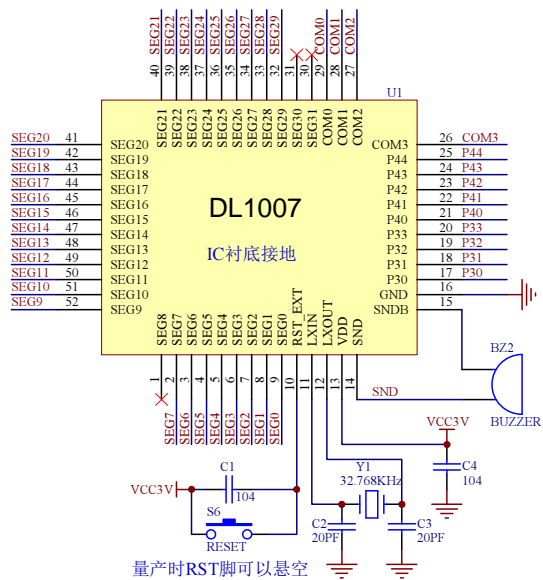 SEG21 SEG22 SEG23 SEG24 SEG25 SEG26 SEG27 SEG28 SEG29 COM0 COM1 COM2
40 39 38 37 36 35 34 33 32 31 30 29 28 27
U1
SEG21 SEG22 SEG23 SEG24 SEG25 SEG26 SEG27 SEG28 SEG29 SEG30 SEG31 COM0 COM1 COM2
SEG20 41 SEG20
SEG19 42 SEG19
SEG18 43 SEG18
SEG17 44 SEG17
SEG16 45 SEG16
SEG15 46 SEG15
SEG14 47 SEG14
SEG13 48 SEG13
SEG12 49 SEG12
SEG11 50 SEG11
SEG10 51 SEG10
SEG9 52 SEG9
DL1007
IC衬底接地
COM3 26 COM3
P44 25 P44
P43 24 P43
P42 23 P42
P41 22 P41
P40 21 P40
P33 20 P33
P32 19 P32
P31 18 P31
P30 17 P30
GND 16
SNDB 15
SEG8 SEG7 SEG6 SEG5 SEG4 SEG3 SEG2 SEG1 SEG0 RST_EXT LXIN LXOUT VDD SND
1 2 3 4 5 6 7 8 9 10 11 12 13 14
SEG7 SEG6 SEG5 SEG4 SEG3 SEG2 SEG1 SEG0
BZ2
SND
BUZZER
VCC3V
C4
104
C1
104
VCC3V
S6
RESET
Y1
32.768KHz
C2
20PF
C3
20PF
量产时RST脚可以悬空